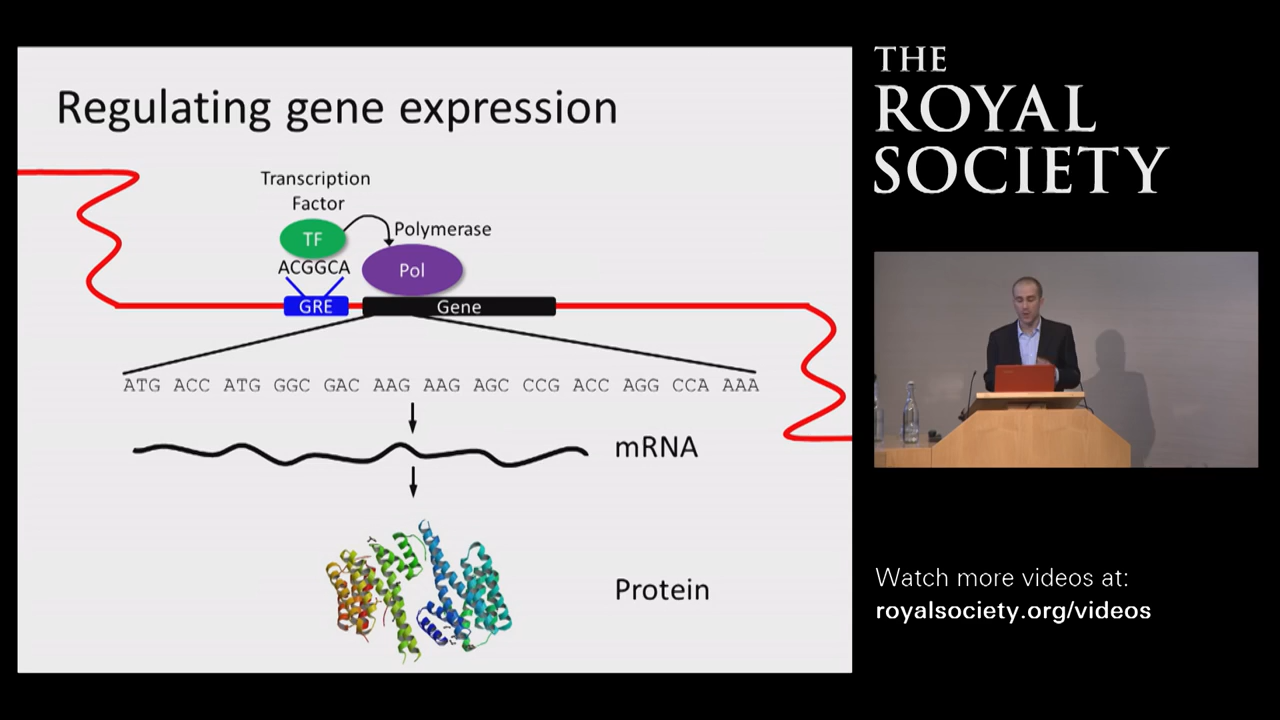 Regulating gene expression
Transcription
Factor
TF
Polymerase
ACGGCA
Pol
GRE
Gene
ATG ACC ATG GGC GAC AAG AAG AGC CCG ACC AGG CCA AAA
mRNA
Protein
THE
ROYAL
SOCIETY
Watch more videos at:
royalsociety.org/videos